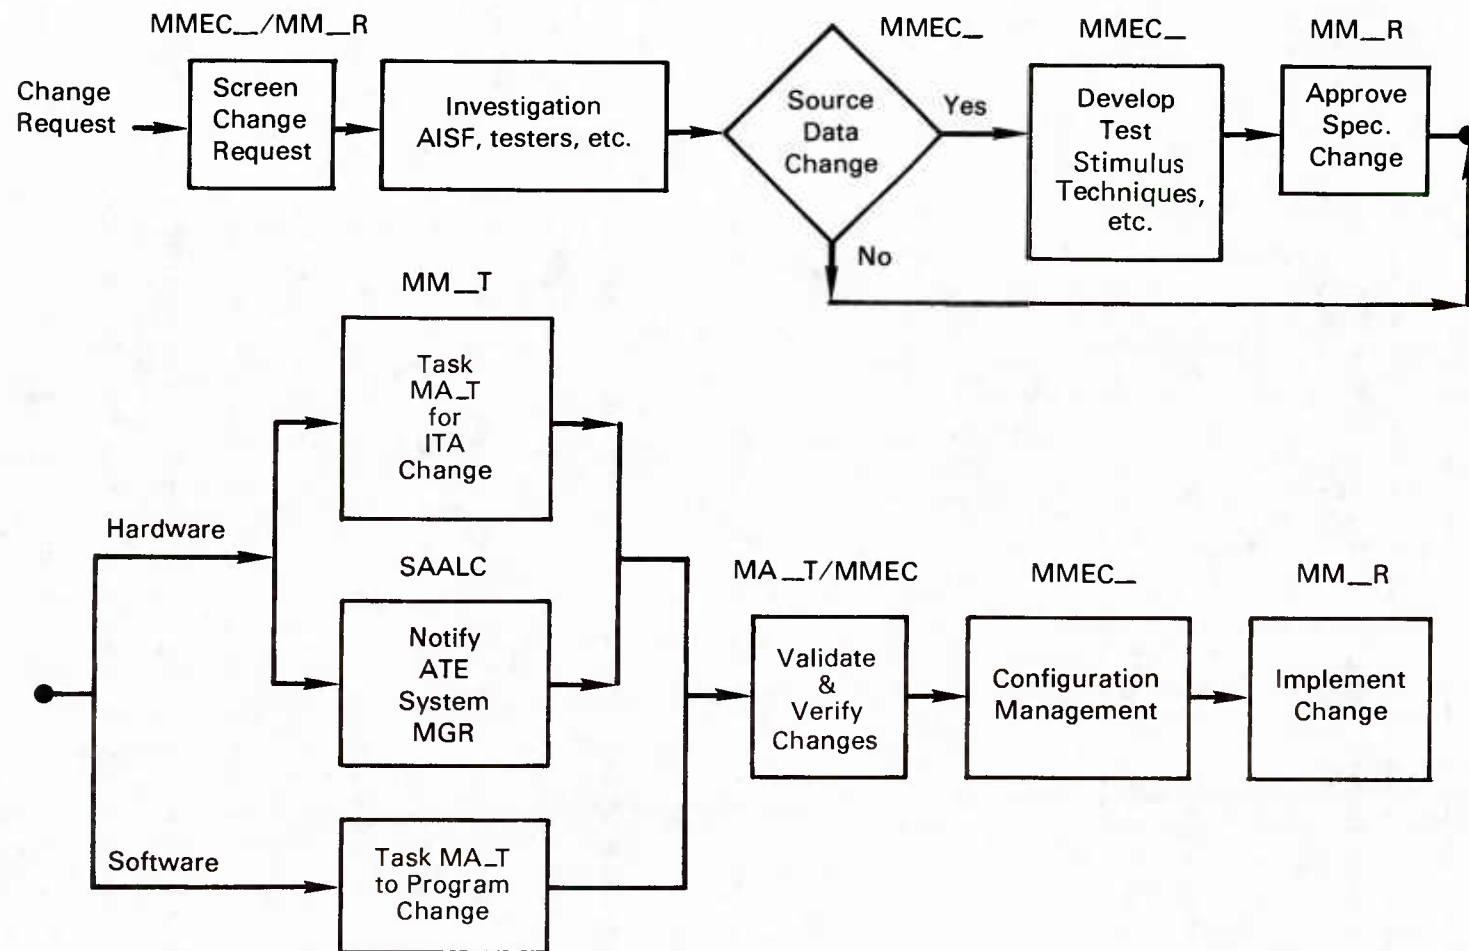 MMEC_/MM_R
Change
Request
Screen
Change
Request
Investigation
AISF, testers, etc.
Source
Data
Change
Yes
No
MMEC_
MMEC_
Develop
Test
Stimulus
Techniques,
etc.
MM_R
Approve
Spec.
Change
Hardware
MM_T
Task
MA_T
for
ITA
Change
SAALC
Notify
ATE
System
MGR
Software
Task MA_T
to Program
Change
MA_T/MMEC
Validate
&
Verify
Changes
MMEC_
Configuration
Management
MM_R
Implement
Change